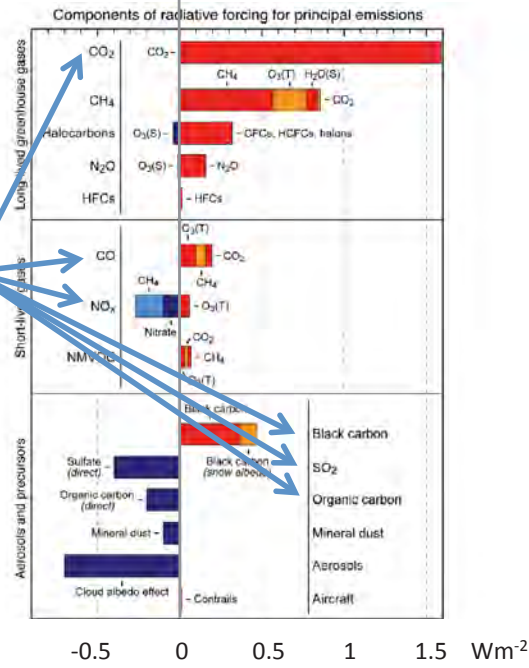 Components of radiative forcing for principal emissions
Long-lived greenhouse gases
CO₂
CO₂
CH₄
O₃(T)
H₂O(S)
CH₄
CO₂
Halocarbons
O₃(S)
CFCs, HCFCs, halons
N₂O
O₃(S)
N₂O
HFCs
HFCs
Short-lived gases
O₃(T)
CO
CO₂
CH₄
CH₄
NOₓ
O₃(T)
Nitrate
CO₂
NMVOC
CH₄
O₃(T)
Aerosols and precursors
Black carbon
Black carbon
Sulfate
(direct)
Black carbon
(snow albedo)
SO₂
Organic carbon
(direct)
Organic carbon
Mineral dust
Mineral dust
Aerosols
Cloud albedo effect
Contrails
Aircraft
-0.5 0 0.5 1 1.5 Wm⁻²